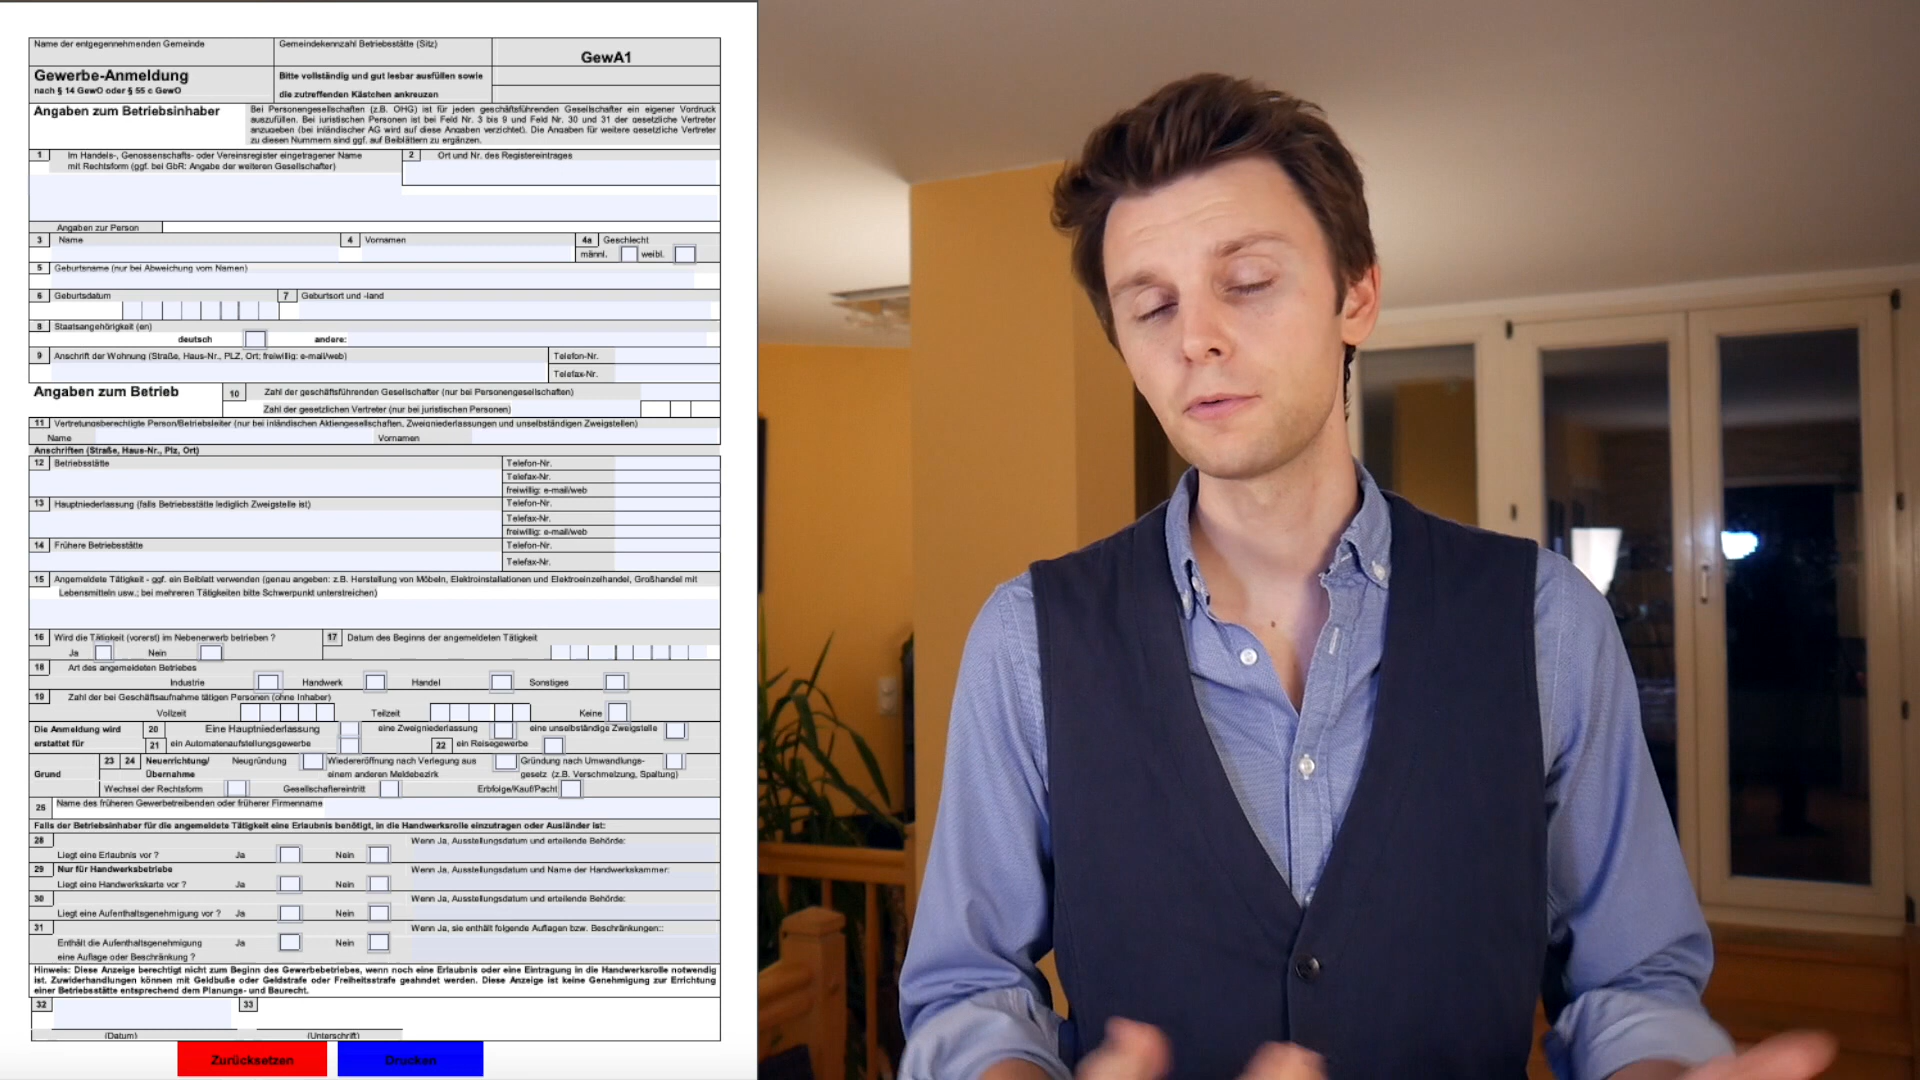 Name der entgegennehmenden Gemeinde
Gemeindekennzahl Betriebsstätte (Sitz)
GewA1
Gewerbe-Anmeldung
nach § 14 GewO oder § 55 c GewO
Bitte vollständig und gut lesbar ausfüllen sowie
die zutreffenden Kästchen ankreuzen
Angaben zum Betriebsinhaber
Bei Personengesellschaften (z.B. OHG) ist für jeden geschäftsführenden Gesellschafter ein eigener Vordruck
auszufüllen. Bei juristischen Personen ist bei Feld Nr. 3 bis 9 und Feld Nr. 30 und 31 der gesetzliche Vertreter
anzugeben (bei inländischer AG wird auf diese Angaben verzichtet). Die Angaben für weitere gesetzliche Vertreter
zu diesen Nummern sind ggf. auf Beiblättern zu ergänzen.
1 Im Handels-, Genossenschafts- oder Vereinsregister eingetragener Name
mit Rechtsform (ggf. bei GbR: Angabe der weiteren Gesellschafter)
2 Ort und Nr. des Registereintrages
Angaben zur Person
3 Name
4 Vornamen
4a Geschlecht
männl. weibl.
5 Geburtsname (nur bei Abweichung vom Namen)
6 Geburtsdatum
7 Geburtsort und -land
8 Staatsangehörigkeit (en)
deutsch andere:
9 Anschrift der Wohnung (Straße, Haus-Nr., PLZ, Ort; freiwillig: e-mail/web)
Telefon-Nr.
Telefax-Nr.
Angaben zum Betrieb
10 Zahl der geschäftsführenden Gesellschafter (nur bei Personengesellschaften)
Zahl der gesetzlichen Vertreter (nur bei juristischen Personen)
11 Vertretungsberechtigte Person/Betriebsleiter (nur bei inländischen Aktiengesellschaften, Zweigniederlassungen und unselbständigen Zweigstellen)
Name Vornamen
Anschriften (Straße, Haus-Nr., Plz, Ort)
12 Betriebsstätte
Telefon-Nr.
Telefax-Nr.
freiwillig: e-mail/web
13 Hauptniederlassung (falls Betriebsstätte lediglich Zweigstelle ist)
Telefon-Nr.
Telefax-Nr.
freiwillig: e-mail/web
14 Frühere Betriebsstätte
Telefon-Nr.
Telefax-Nr.
15 Angemeldete Tätigkeit - ggf. ein Beiblatt verwenden (genau angeben: z.B. Herstellung von Möbeln, Elektroinstallationen und Elektroeinzelhandel, Großhandel mit
Lebensmitteln usw.; bei mehreren Tätigkeiten bitte Schwerpunkt unterstreichen)
16 Wird die Tätigkeit (vorerst) im Nebenerwerb betrieben ?
Ja Nein
17 Datum des Beginns der angemeldeten Tätigkeit
18 Art des angemeldeten Betriebes
Industrie Handwerk Handel Sonstiges
19 Zahl der bei Geschäftsaufnahme tätigen Personen (ohne Inhaber)
Vollzeit Teilzeit Keine
Die Anmeldung wird
erstattet für
20 Eine Hauptniederlassung eine Zweigniederlassung eine unselbständige Zweigstelle
21 ein Automatenaufstellungsgewerbe 22 ein Reisegewerbe
Grund
23 24 Neuerrichtung/
Übernahme
Neugründung
Wiedereröffnung nach Verlegung aus
einem anderen Meldebezirk
Gründung nach Umwandlungs-
gesetz (z.B. Verschmelzung, Spaltung)
Wechsel der Rechtsform Gesellschaftereintritt Erbfolge/Kauf/Pacht
25 Name des früheren Gewerbetreibenden oder früherer Firmenname
Falls der Betriebsinhaber für die angemeldete Tätigkeit eine Erlaubnis benötigt, in die Handwerksrolle einzutragen oder Ausländer ist:
28
Liegt eine Erlaubnis vor ? Ja Nein
Wenn Ja, Ausstellungsdatum und erteilende Behörde:
29 Nur für Handwerksbetriebe
Liegt eine Handwerkskarte vor ? Ja Nein
Wenn Ja, Ausstellungsdatum und Name der Handwerkskammer:
30
Liegt eine Aufenthaltsgenehmigung vor ? Ja Nein
Wenn Ja, Ausstellungsdatum und erteilende Behörde:
31
Enthält die Aufenthaltsgenehmigung
eine Auflage oder Beschränkung ?
Ja Nein
Wenn Ja, sie enthält folgende Auflagen bzw. Beschränkungen::
Hinweis: Diese Anzeige berechtigt nicht zum Beginn des Gewerbebetriebes, wenn noch eine Erlaubnis oder eine Eintragung in die Handwerksrolle notwendig
ist. Zuwiderhandlungen können mit Geldbuße oder Geldstrafe oder Freiheitsstrafe geahndet werden. Diese Anzeige ist keine Genehmigung zur Errichtung
einer Betriebsstätte entsprechend dem Planungs- und Baurecht.
32 33
(Datum) (Unterschrift)
Zurücksetzen Drucken